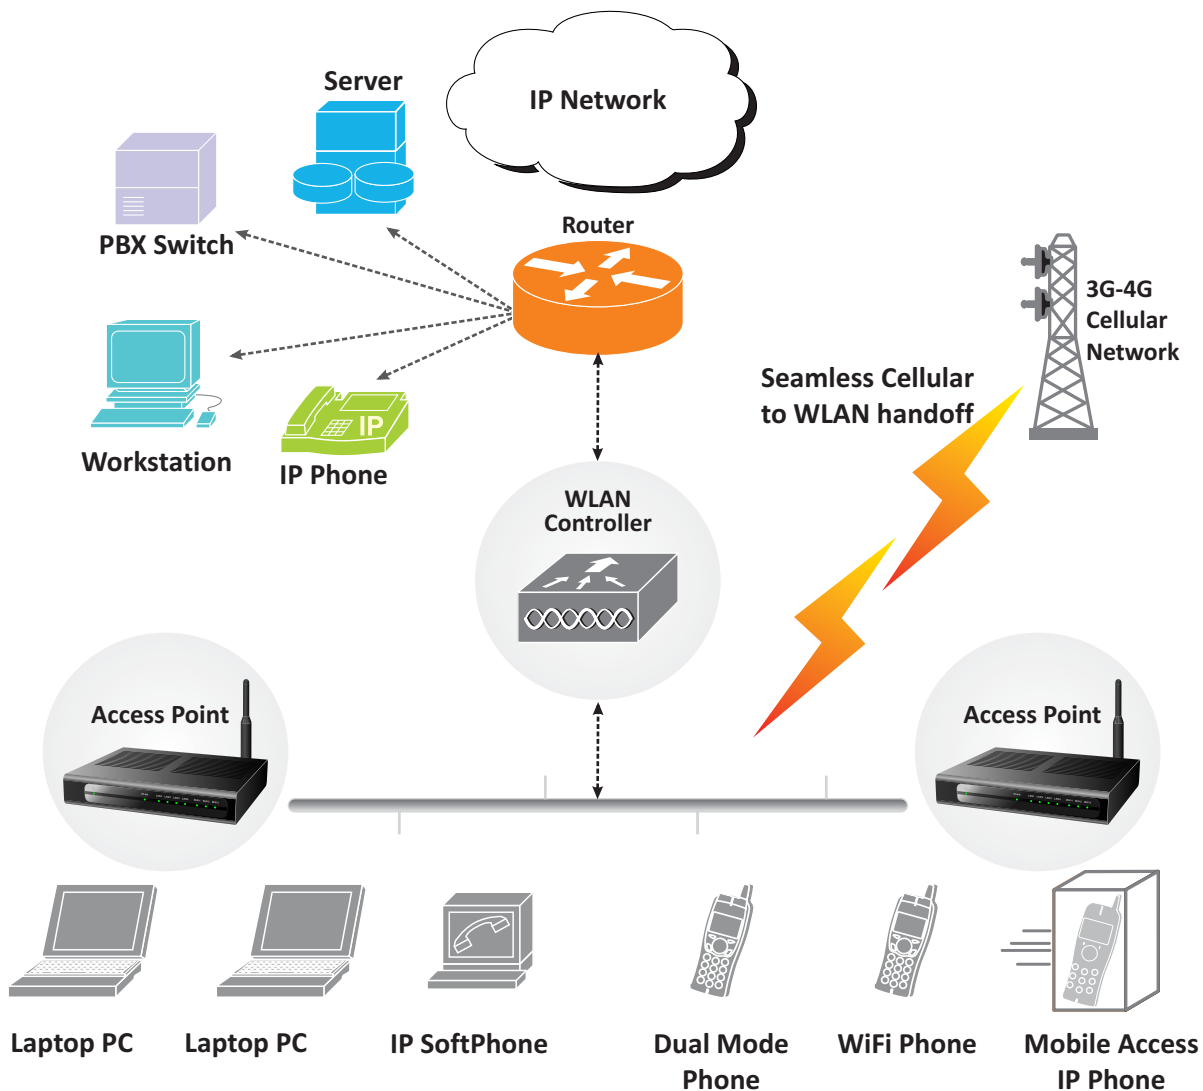 IP Network
Server
PBX Switch
Router
3G-4G
Cellular
Network
Seamless Cellular
to WLAN handoff
IP
Workstation
IP Phone
WLAN
Controller
Access Point
Access Point
Laptop PC
Laptop PC
IP SoftPhone
Dual Mode
Phone
WiFi Phone
Mobile Access
IP Phone